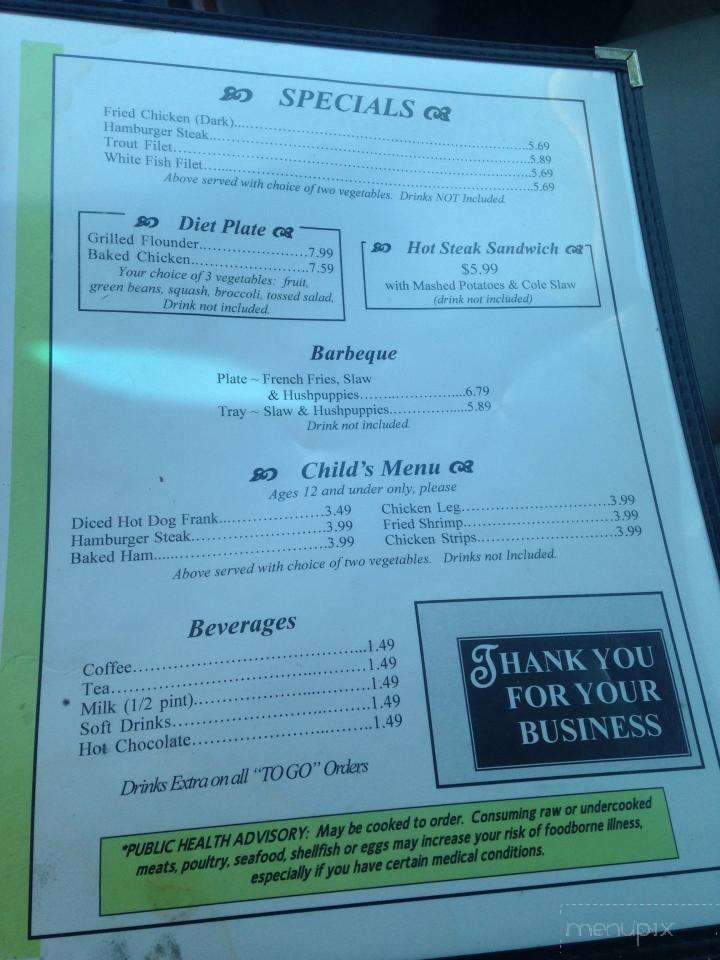 SPECIALS
Fried Chicken (Dark)...5.69
Hamburger Steak...5.89
Trout Filet...5.69
White Fish Filet...5.69
Above served with choice of two vegetables. Drinks NOT Included.
Diet Plate
Grilled Flounder...7.99
Baked Chicken...7.59
Your choice of 3 vegetables: fruit,
green beans, squash, broccoli, tossed salad,
Drink not included.
Hot Steak Sandwich
$5.99
with Mashed Potatoes & Cole Slaw
(drink not included)
Barbeque
Plate ~ French Fries, Slaw
& Hushpuppies...6.79
Tray ~ Slaw & Hushpuppies...5.89
Drink not included
Child's Menu
Ages 12 and under only, please
Diced Hot Dog Frank...3.49
Hamburger Steak...3.99
Baked Ham...3.99
Chicken Leg...3.99
Fried Shrimp...3.99
Chicken Strips...3.99
Above served with choice of two vegetables. Drinks not Included.
Beverages
Coffee...1.49
Tea...1.49
Milk (1/2 pint)...1.49
Soft Drinks...1.49
Hot Chocolate...1.49
Drinks Extra on all "TO GO" Orders
THANK YOU
FOR YOUR
BUSINESS
*PUBLIC HEALTH ADVISORY: May be cooked to order. Consuming raw or undercooked
meats, poultry, seafood, shellfish or eggs may increase your risk of foodborne illness,
especially if you have certain medical conditions.
menupix